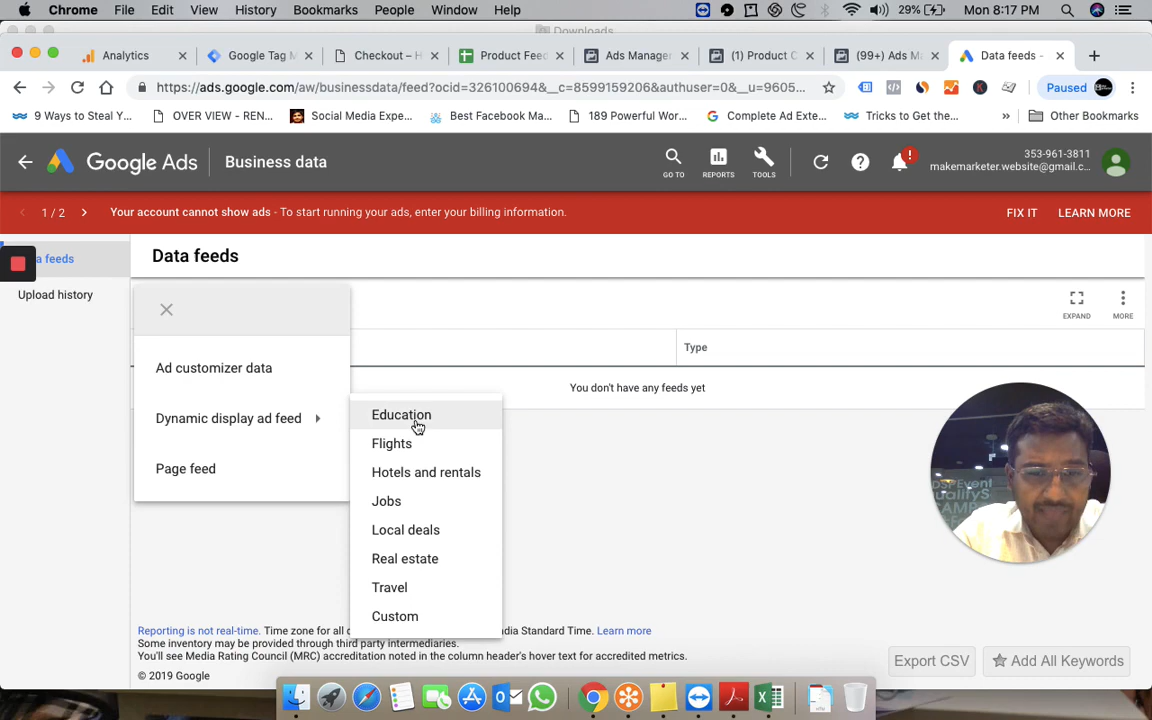 Chrome File Edit View History Bookmarks People Window Help 29% Mon 8:17 PM
Downloads
Analytics Google Tag M Checkout – H Product Feed Ads Manager (1) Product C (99+) Ads Ma Data feeds -
https://ads.google.com/aw/businessdata/feed?ocid=326100694&__c=8599159206&authuser=0&__u=9605... Paused
9 Ways to Steal Y... OVER VIEW - REN... Social Media Expe... Best Facebook Ma... 189 Powerful Wor... Complete Ad Exte... Tricks to Get the... » Other Bookmarks
Google Ads Business data
GO TO REPORTS TOOLS
353-961-3811
makemarketer.website@gmail.c...
1 / 2 Your account cannot show ads - To start running your ads, enter your billing information. FIX IT LEARN MORE
a feeds
Data feeds
Upload history
EXPAND MORE
Type
Ad customizer data
You don't have any feeds yet
Dynamic display ad feed
Page feed
Education
Flights
Hotels and rentals
Jobs
Local deals
Real estate
Travel
Custom
Reporting is not real-time. Time zone for all d ndia Standard Time. Learn more
Some inventory may be provided through third party intermediaries.
You'll see Media Rating Council (MRC) accreditation noted in the column header's hover text for accredited metrics.
© 2019 Google
Export CSV Add All Keywords